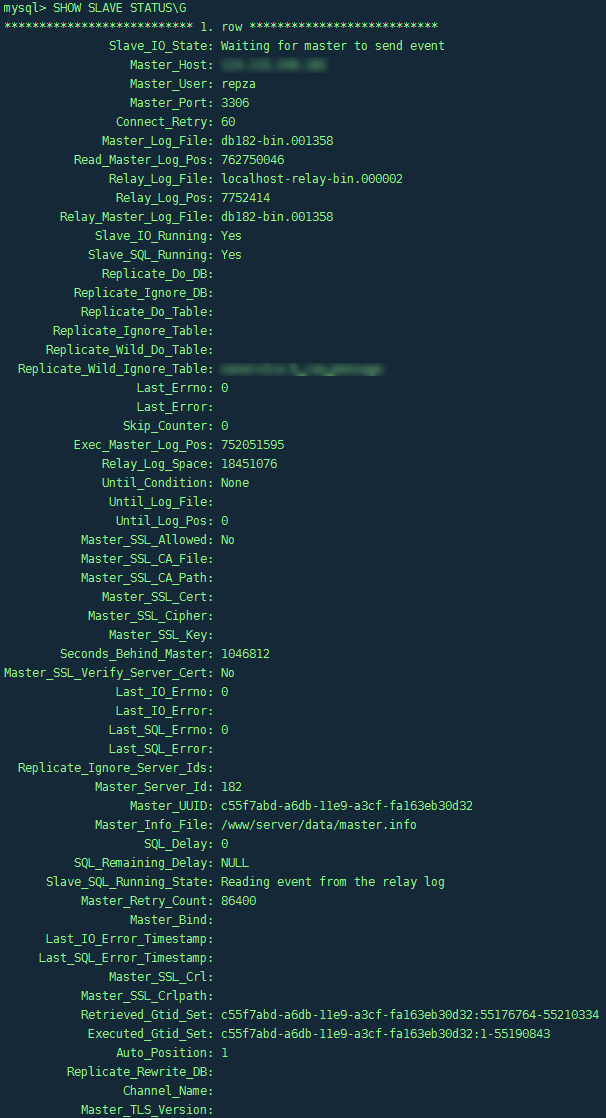 mysql> SHOW SLAVE STATUS\G
*************************** 1. row ***************************
Slave_IO_State: Waiting for master to send event
Master_Host:
Master_User: repza
Master_Port: 3306
Connect_Retry: 60
Master_Log_File: db182-bin.001358
Read_Master_Log_Pos: 762750046
Relay_Log_File: localhost-relay-bin.000002
Relay_Log_Pos: 7752414
Relay_Master_Log_File: db182-bin.001358
Slave_IO_Running: Yes
Slave_SQL_Running: Yes
Replicate_Do_DB:
Replicate_Ignore_DB:
Replicate_Do_Table:
Replicate_Ignore_Table:
Replicate_Wild_Do_Table:
Replicate_Wild_Ignore_Table:
Last_Errno: 0
Last_Error:
Skip_Counter: 0
Exec_Master_Log_Pos: 752051595
Relay_Log_Space: 18451076
Until_Condition: None
Until_Log_File:
Until_Log_Pos: 0
Master_SSL_Allowed: No
Master_SSL_CA_File:
Master_SSL_CA_Path:
Master_SSL_Cert:
Master_SSL_Cipher:
Master_SSL_Key:
Seconds_Behind_Master: 1046812
Master_SSL_Verify_Server_Cert: No
Last_IO_Errno: 0
Last_IO_Error:
Last_SQL_Errno: 0
Last_SQL_Error:
Replicate_Ignore_Server_Ids:
Master_Server_Id: 182
Master_UUID: c55f7abd-a6db-11e9-a3cf-fa163eb30d32
Master_Info_File: /www/server/data/master.info
SQL_Delay: 0
SQL_Remaining_Delay: NULL
Slave_SQL_Running_State: Reading event from the relay log
Master_Retry_Count: 86400
Master_Bind:
Last_IO_Error_Timestamp:
Last_SQL_Error_Timestamp:
Master_SSL_Crl:
Master_SSL_Crlpath:
Retrieved_Gtid_Set: c55f7abd-a6db-11e9-a3cf-fa163eb30d32:55176764-55210334
Executed_Gtid_Set: c55f7abd-a6db-11e9-a3cf-fa163eb30d32:1-55190843
Auto_Position: 1
Replicate_Rewrite_DB:
Channel_Name:
Master_TLS_Version: